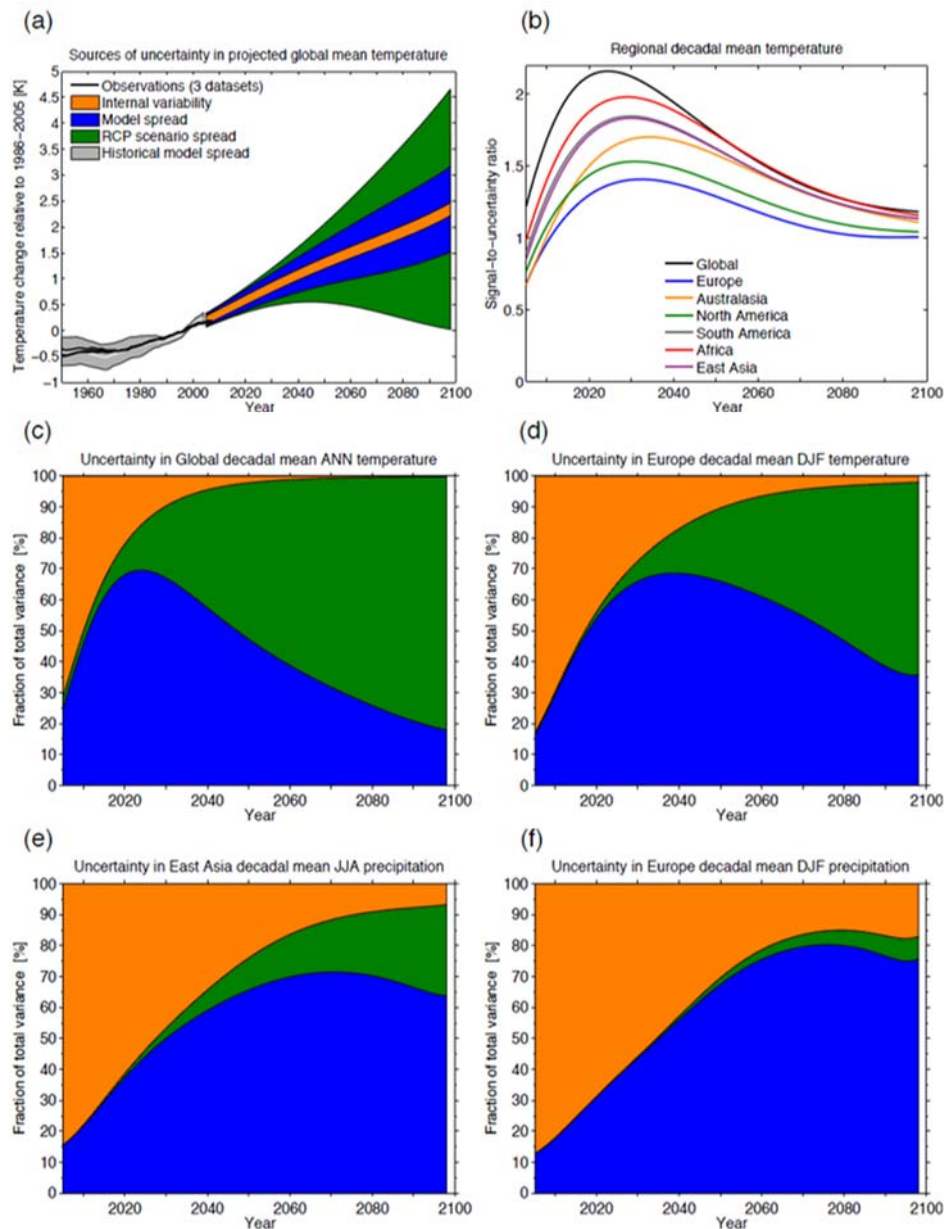 (a)
Sources of uncertainty in projected global mean temperature
Temperature change relative to 1986−2005 [K]
5
4.5
4
3.5
3
2.5
2
1.5
1
0.5
0
−0.5
−1
Observations (3 datasets)
Internal variability
Model spread
RCP scenario spread
Historical model spread
1960 1980 2000 2020 2040 2060 2080 2100
Year
(b)
Regional decadal mean temperature
Signal−to−uncertainty ratio
2
1.5
1
0.5
0
Global
Europe
Australasia
North America
South America
Africa
East Asia
2020 2040 2060 2080 2100
Year
(c)
Uncertainty in Global decadal mean ANN temperature
Fraction of total variance [%]
100
90
80
70
60
50
40
30
20
10
0
2020 2040 2060 2080 2100
Year
(d)
Uncertainty in Europe decadal mean DJF temperature
Fraction of total variance [%]
100
90
80
70
60
50
40
30
20
10
0
2020 2040 2060 2080 2100
Year
(e)
Uncertainty in East Asia decadal mean JJA precipitation
Fraction of total variance [%]
100
90
80
70
60
50
40
30
20
10
0
2020 2040 2060 2080 2100
Year
(f)
Uncertainty in Europe decadal mean DJF precipitation
Fraction of total variance [%]
100
90
80
70
60
50
40
30
20
10
0
2020 2040 2060 2080 2100
Year